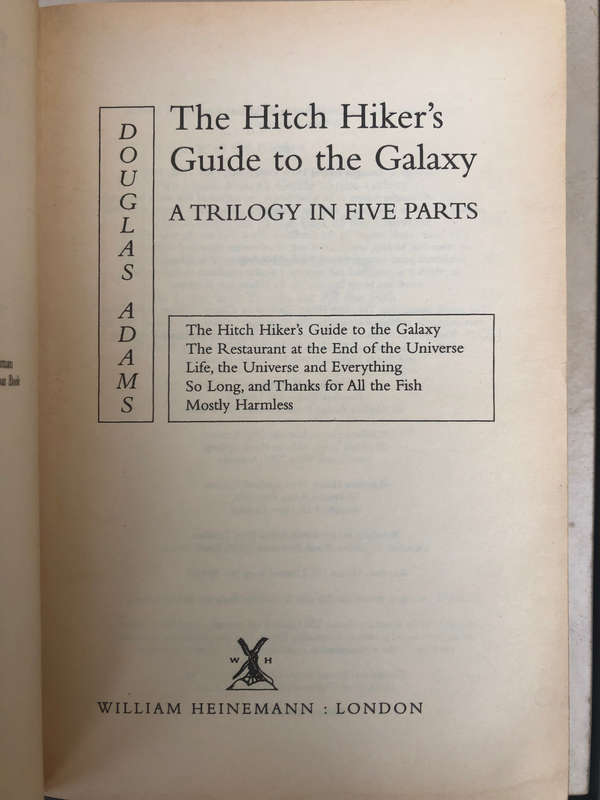 DOUGLAS ADAMS
The Hitch Hiker's
Guide to the Galaxy
A TRILOGY IN FIVE PARTS
The Hitch Hiker's Guide to the Galaxy
The Restaurant at the End of the Universe
Life, the Universe and Everything
So Long, and Thanks for All the Fish
Mostly Harmless
W H
WILLIAM HEINEMANN : LONDON